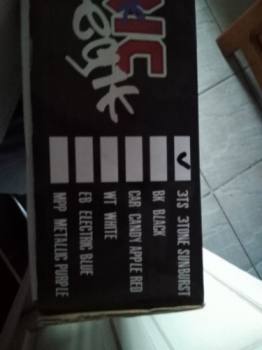 3TS 3TONE SUNBURST
BK BLACK
CAR CANDY APPLE RED
WT WHITE
EB ELECTRIC BLUE
MPP METALLIC PURPLE